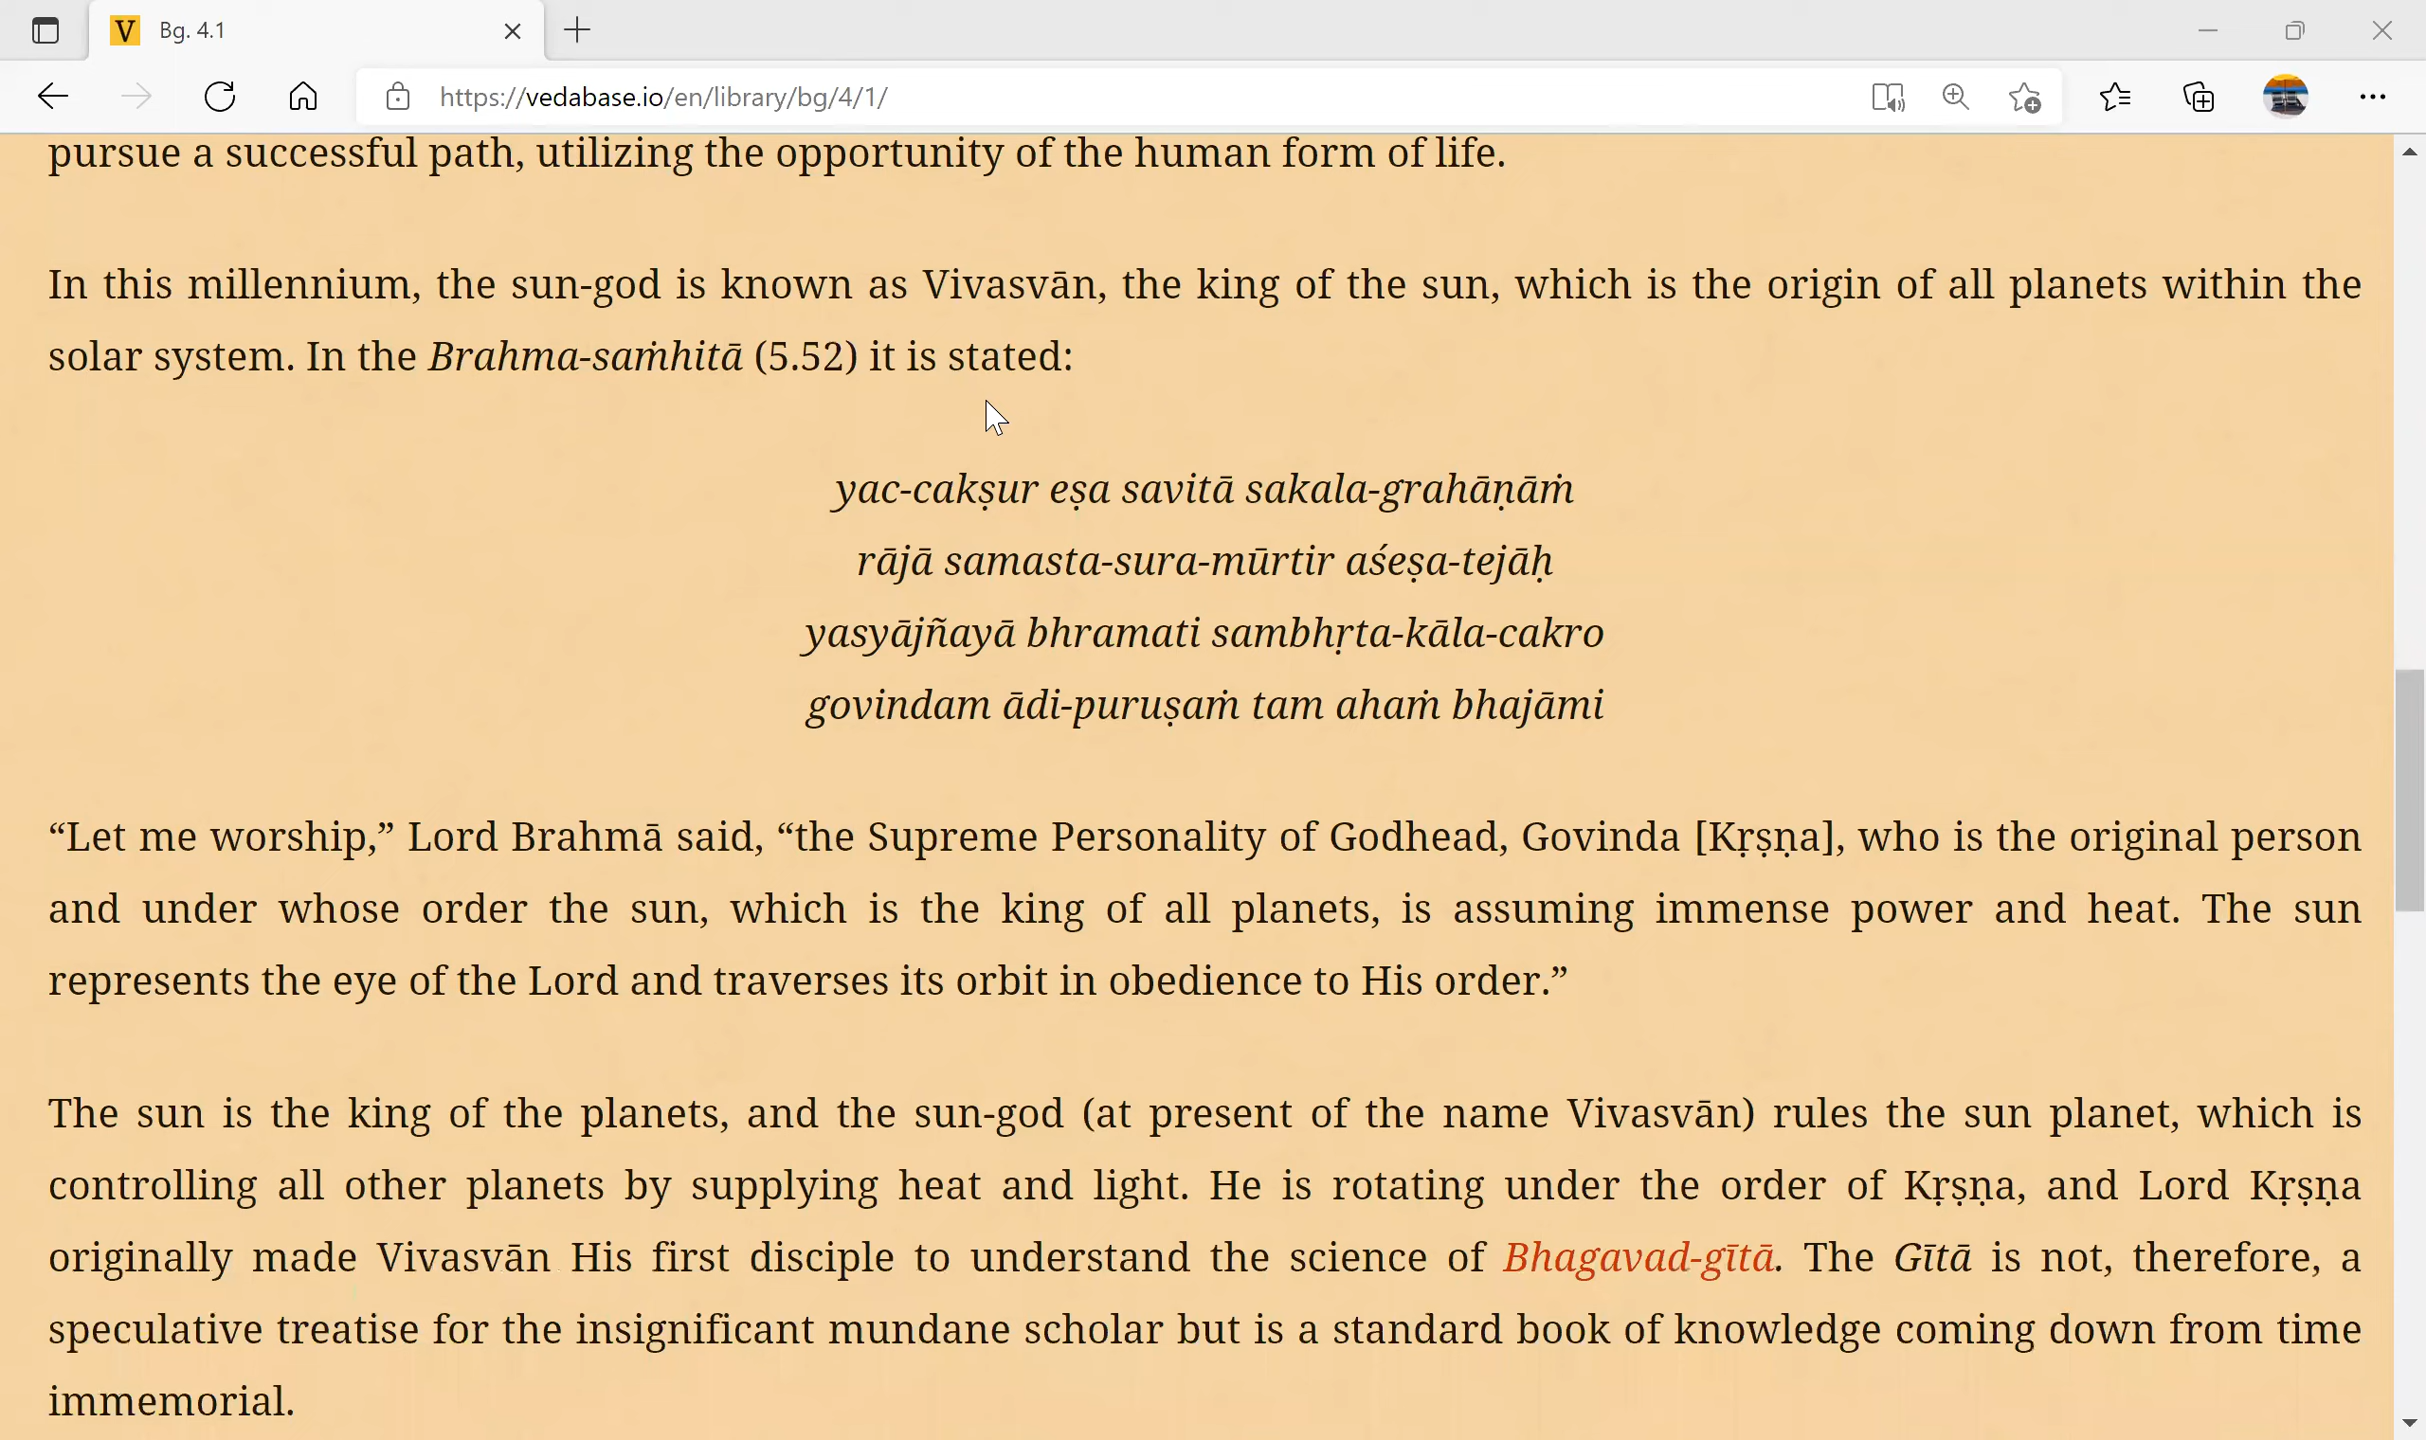 Bg. 4.1
https://vedabase.io/en/library/bg/4/1/
pursue a successful path, utilizing the opportunity of the human form of life.
In this millennium, the sun-god is known as Vivasvān, the king of the sun, which is the origin of all planets within the
solar system. In the Brahma-saṁhitā (5.52) it is stated:
yac-cakṣur eṣa savitā sakala-grahāṇāṁ
rājā samasta-sura-mūrtir aśeṣa-tejāḥ
yasyājñayā bhramati sambhṛta-kāla-cakro
govindam ādi-puruṣaṁ tam ahaṁ bhajāmi
“Let me worship,” Lord Brahmā said, “the Supreme Personality of Godhead, Govinda [Kṛṣṇa], who is the original person
and under whose order the sun, which is the king of all planets, is assuming immense power and heat. The sun
represents the eye of the Lord and traverses its orbit in obedience to His order.”
The sun is the king of the planets, and the sun-god (at present of the name Vivasvān) rules the sun planet, which is
controlling all other planets by supplying heat and light. He is rotating under the order of Kṛṣṇa, and Lord Kṛṣṇa
originally made Vivasvān His first disciple to understand the science of Bhagavad-gītā. The Gītā is not, therefore, a
speculative treatise for the insignificant mundane scholar but is a standard book of knowledge coming down from time
immemorial.